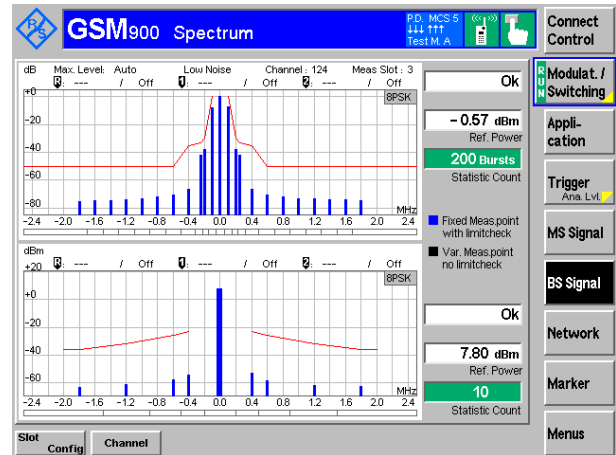 R S
GSM900 Spectrum
P.D. MCS 5
↓↓↓ ↑↑↑
Test M. A
Connect
Control
dB Max. Level: Auto Low Noise Channel : 124 Meas Slot : 3
0: --- / Off 1: --- / Off 2: --- / Off
8PSK
+0
-20
-40
-60
-80
MHz
-2.4 -2.0 -1.6 -1.2 -0.8 -0.4 0.0 0.4 0.8 1.2 1.6 2.0 2.4
Ok
- 0.57 dBm
Ref. Power
200 Bursts
Statistic Count
Fixed Meas.point
with limitcheck
Var. Meas.point
no limitcheck
dBm
0: --- / Off 1: --- / Off 2: --- / Off
8PSK
+20
+0
-20
-40
-60
MHz
-2.4 -2.0 -1.6 -1.2 -0.8 -0.4 0.0 0.4 0.8 1.2 1.6 2.0 2.4
Ok
7.80 dBm
Ref. Power
10
Statistic Count
RUN
Modulat. /
Switching
Appli-
cation
Trigger
Ana. Lvl.
MS Signal
BS Signal
Network
Marker
Menus
Slot
Config
Channel